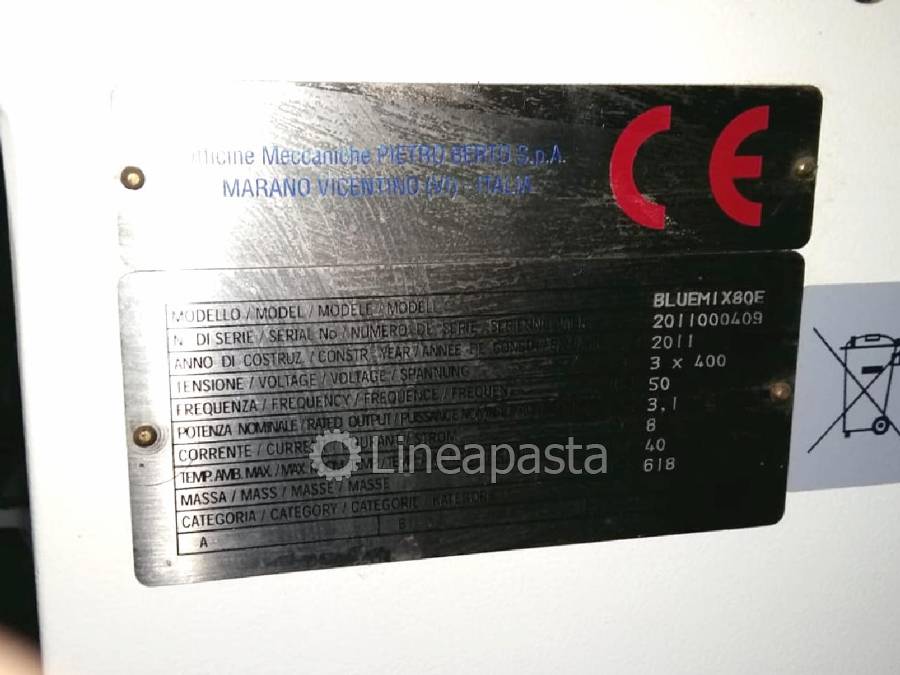 Officine Meccaniche PIETRO BERTO S.p.A.
MARANO VICENTINO (VI) - ITALIA
CE
MODELLO / MODEL / MODELE / MODELL BLUEMIX80E
N. DI SERIE / SERIAL No / NUMERO DE SERIE / 2011000409
ANNO DI COSTRUZ / CONSTR YEAR / ANNEE DE 2011
TENSIONE / VOLTAGE / VOLTAGE / SPANNUNG 3 x 400
FREQUENZA / FREQUENCY / FREQUENCE / 50
POTENZA NOMINALE / RATED OUTPUT / PUISSANCE 3,1
CORRENTE / 8
TEMP.AMB. MAX. / MAX. 40
MASSA / MASS / MASSE / MASSE 618
CATEGORIA / CATEGORY / CATEGORIE /
A B
Lineapasta